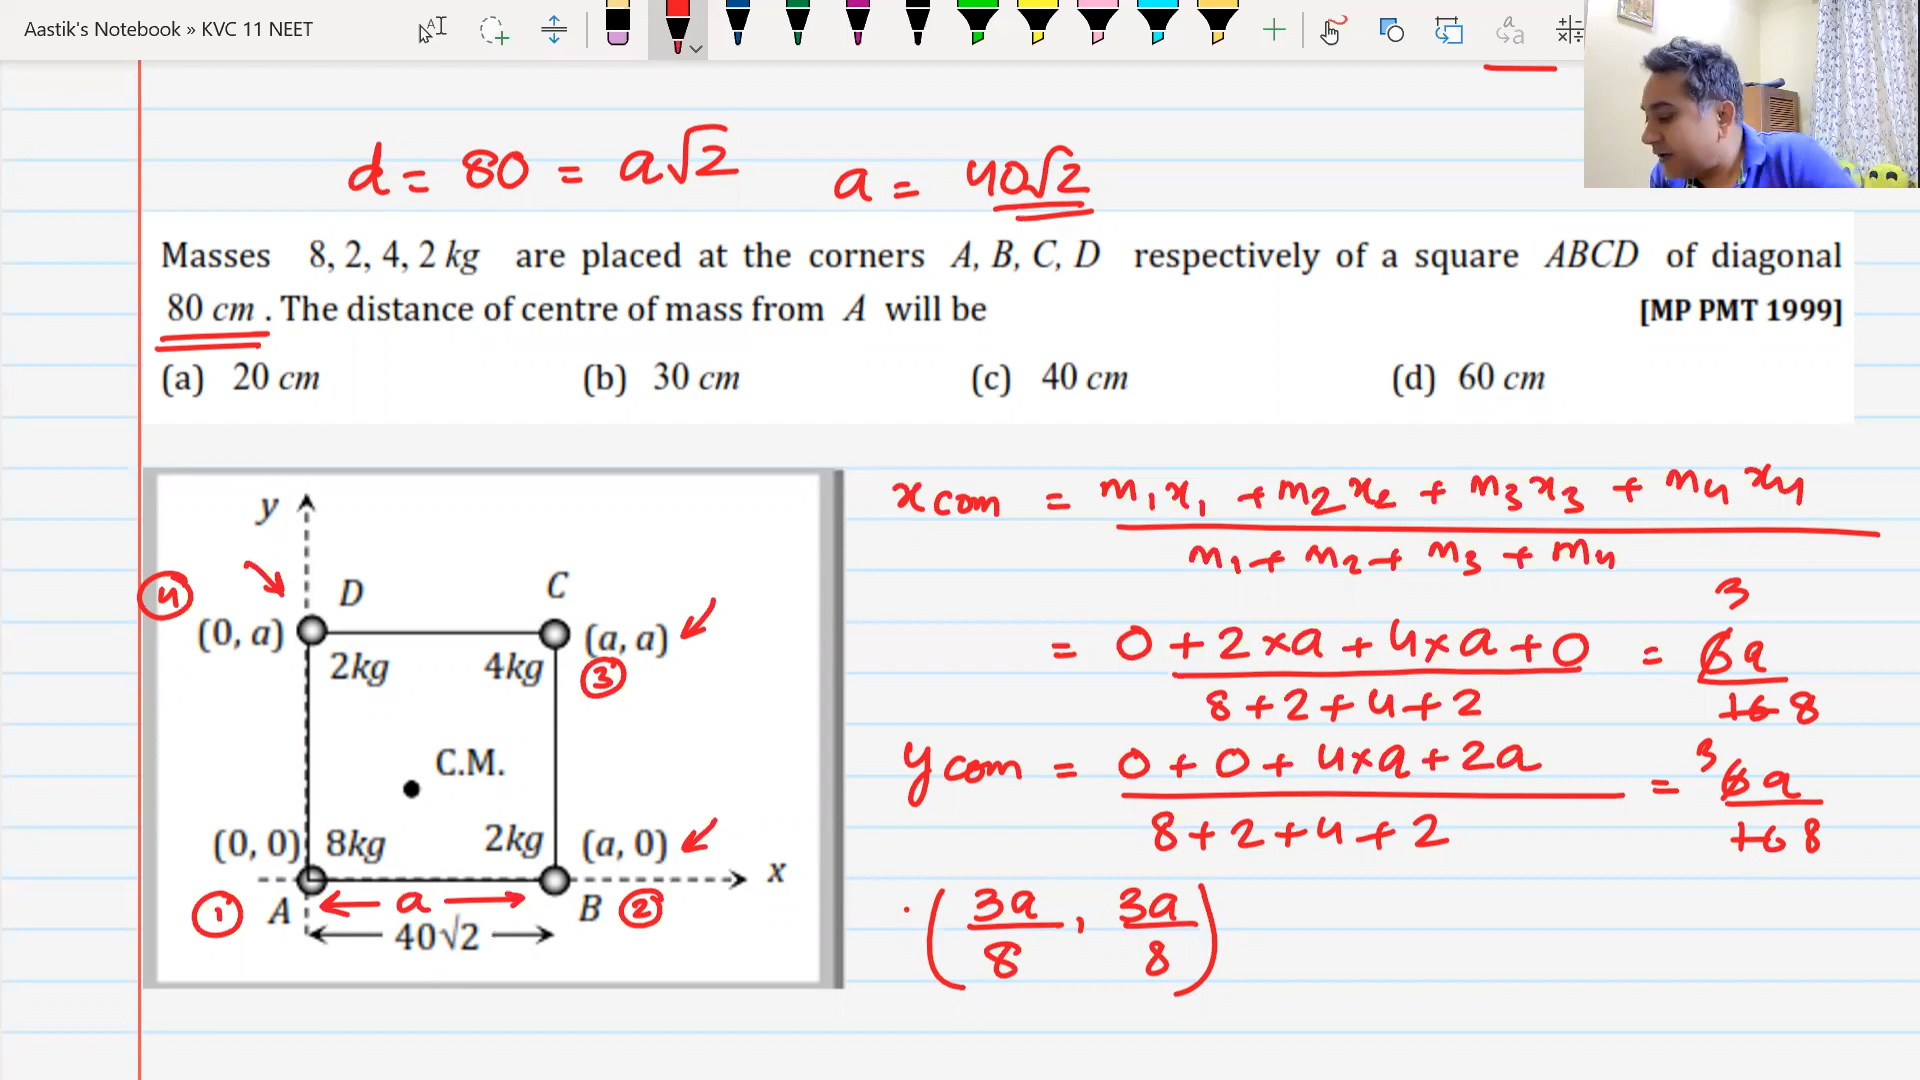 Aastik's Notebook » KVC 11 NEET
d = 80 = a√2    a = 40√2
Masses 8, 2, 4, 2 kg are placed at the corners A, B, C, D respectively of a square ABCD of diagonal
80 cm. The distance of centre of mass from A will be [MP PMT 1999]
(a) 20 cm (b) 30 cm (c) 40 cm (d) 60 cm
y
D C
4 (0, a) (a, a)
2kg 4kg 3
C.M.
(0, 0) 8kg 2kg (a, 0)
x
1 A a B 2
40√2
x com = m1x1 + m2x2 + m3x3 + m4x4
m1 + m2 + m3 + m4
3
= 0 + 2×a + 4×a + 0 = 6a
8+2+4+2 16 8
y com = 0 + 0 + 4×a + 2a = 3 6a
8+2+4+2 16 8
(3a/8, 3a/8)